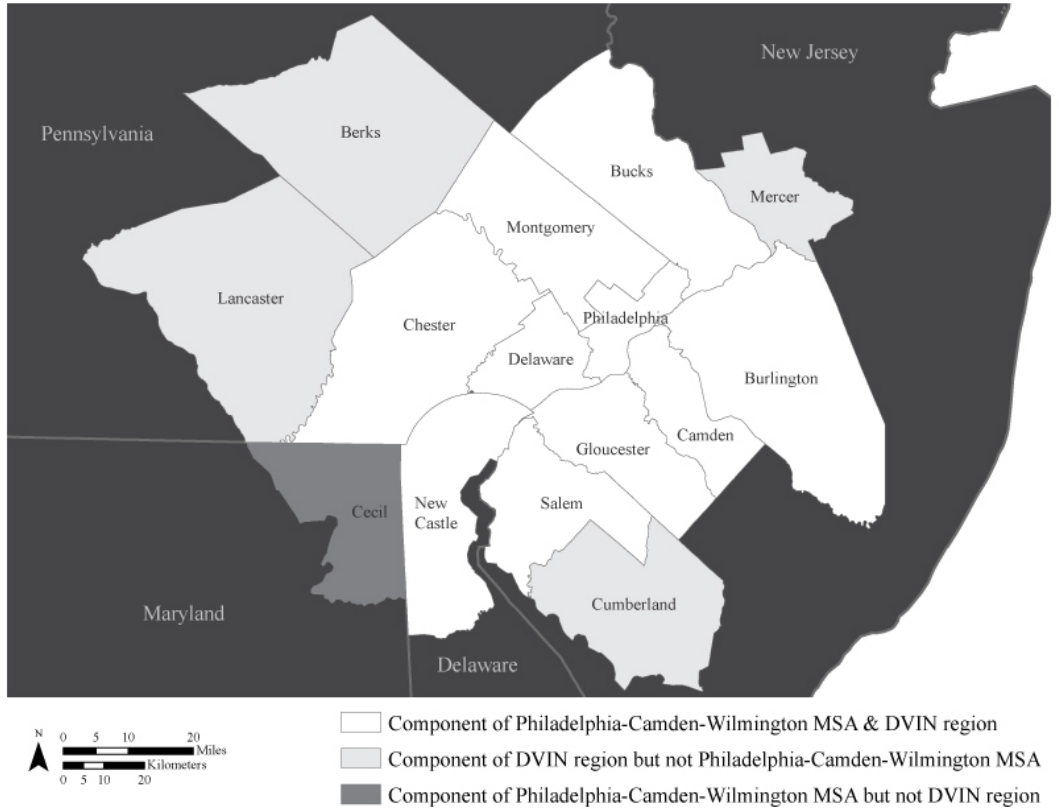 New Jersey
Pennsylvania
Berks
Bucks
Mercer
Montgomery
Lancaster
Chester
Philadelphia
Delaware
Burlington
Camden
Gloucester
Salem
New
Castle
Cecil
Cumberland
Maryland
Delaware
N
0 5 10 20
Miles
Kilometers
0 5 10 20
Component of Philadelphia-Camden-Wilmington MSA & DVIN region
Component of DVIN region but not Philadelphia-Camden-Wilmington MSA
Component of Philadelphia-Camden-Wilmington MSA but not DVIN region